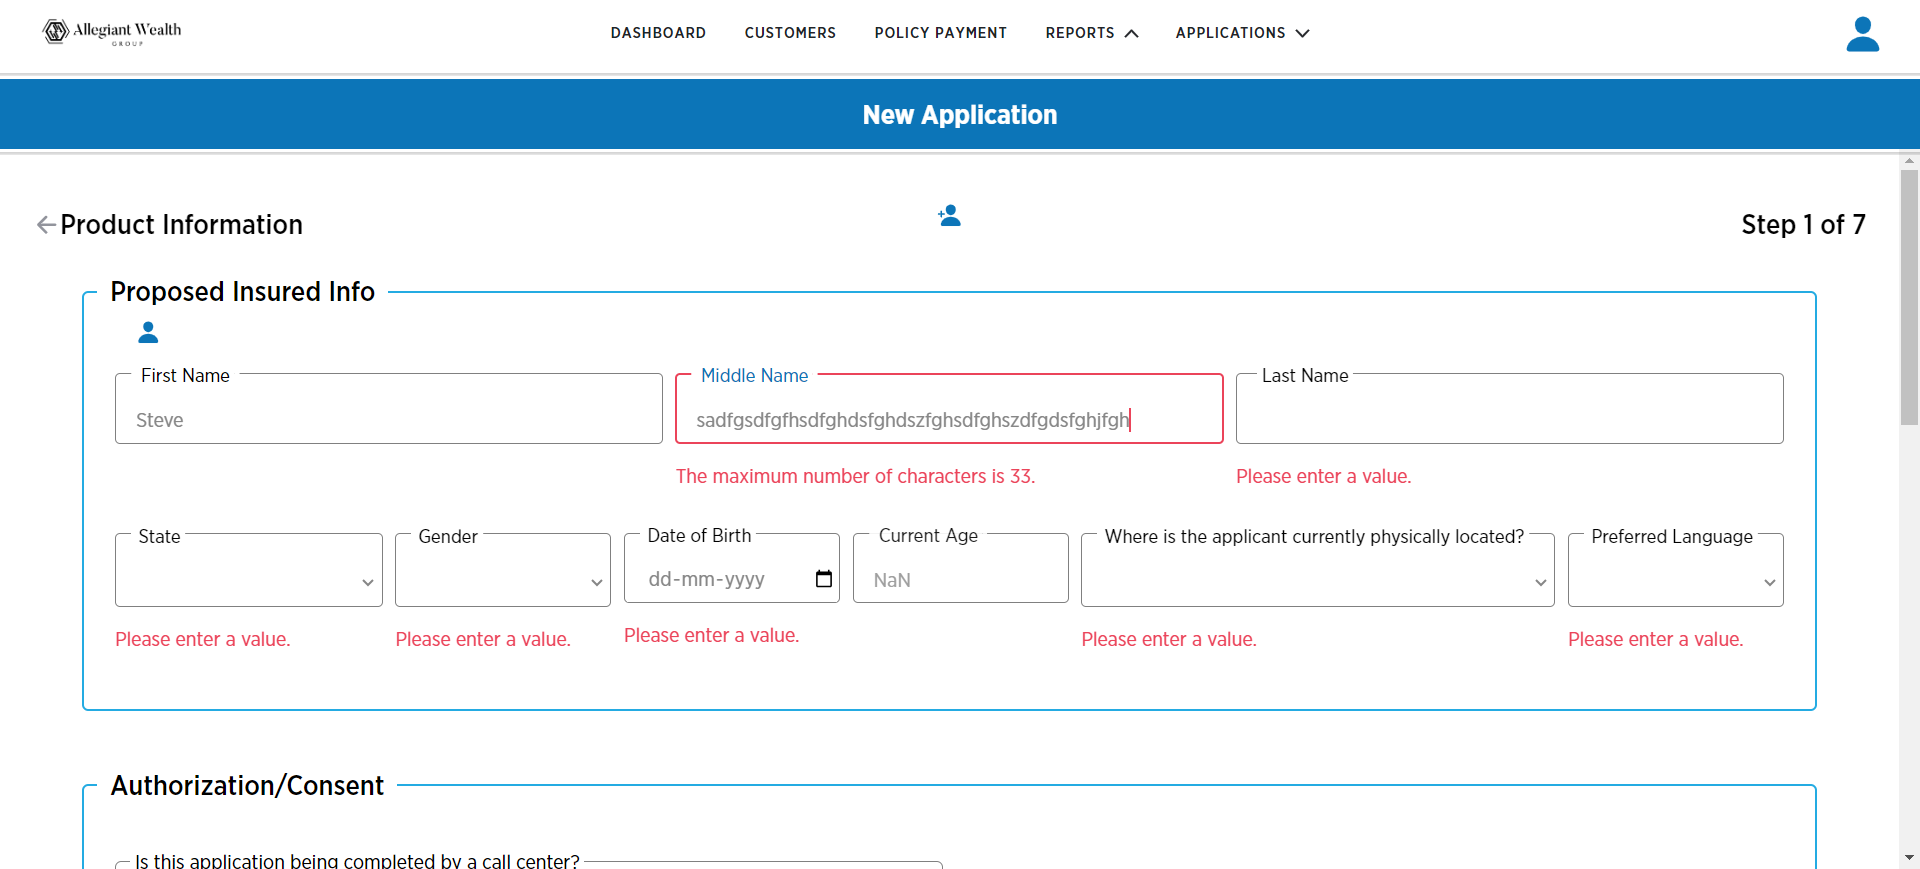 Allegiant Wealth
GROUP
DASHBOARD CUSTOMERS POLICY PAYMENT REPORTS APPLICATIONS
New Application
Product Information
Step 1 of 7
Proposed Insured Info
First Name Middle Name Last Name
Steve sadfgsdfgfhsdfghdsfghdszfghsdfghszdfgdsfghjfgh
The maximum number of characters is 33. Please enter a value.
State Gender Date of Birth Current Age Where is the applicant currently physically located? Preferred Language
dd-mm-yyyy NaN
Please enter a value. Please enter a value. Please enter a value. Please enter a value. Please enter a value.
Authorization/Consent
Is this application being completed by a call center?